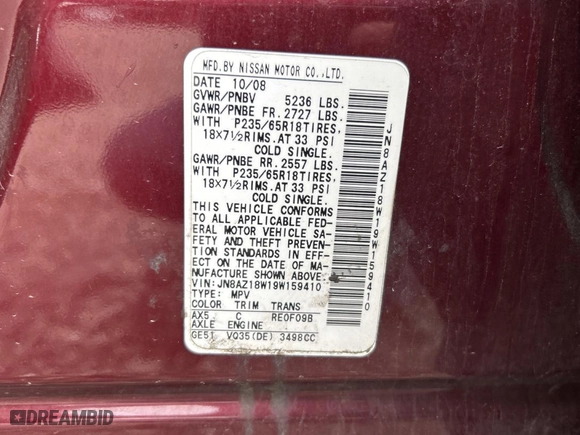 MFD.BY NISSAN MOTOR CO.,LTD.
DATE 10/08
GVWR/PNBV 5236 LBS.
GAWR/PNBE FR. 2727 LBS.
WITH P235/65R18TIRES,
18X7½RIMS.AT 33 PSI
COLD SINGLE.
GAWR/PNBE RR. 2557 LBS.
WITH P235/65R18TIRES,
18X7½RIMS.AT 33 PSI
COLD SINGLE.
THIS VEHICLE CONFORMS
TO ALL APPLICABLE FED-
ERAL MOTOR VEHICLE SA-
FETY AND THEFT PREVEN-
TION STANDARDS IN EFF-
ECT ON THE DATE OF MA-
NUFACTURE SHOWN ABOVE.
VIN:JN8AZ18W19W159410
TYPE: MPV
COLOR TRIM TRANS
AX5 C RE0F09B
AXLE ENGINE
GE51 VQ35(DE) 3498CC
JN8AZ18W19W159410
DREAMBID